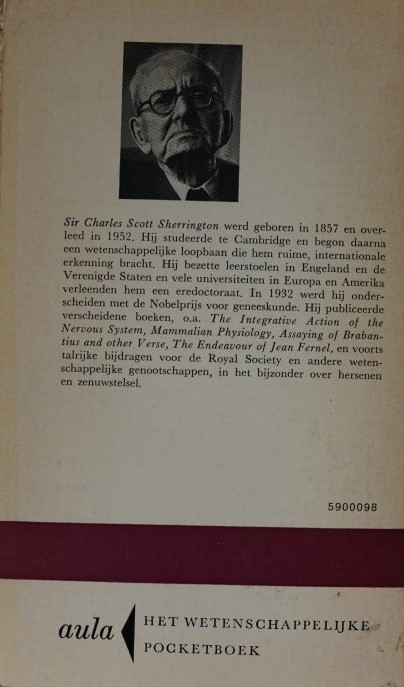 Sir Charles Scott Sherrington werd geboren in 1857 en over-
leed in 1952. Hij studeerde te Cambridge en begon daarna
een wetenschappelijke loopbaan die hem ruime, internationale
erkenning bracht. Hij bezette leerstoelen in Engeland en de
Verenigde Staten en vele universiteiten in Europa en Amerika
verleenden hem een eredoctoraat. In 1932 werd hij onder-
scheiden met de Nobelprijs voor geneeskunde. Hij publiceerde
verscheidene boeken, o.a. The Integrative Action of the
Nervous System, Mammalian Physiology, Assaying of Braban-
tius and other Verse, The Endeavour of Jean Fernel, en voorts
talrijke bijdragen voor de Royal Society en andere weten-
schappelijke genootschappen, in het bijzonder over hersenen
en zenuwstelsel.
5900098
aula HET WETENSCHAPPELIJKE
POCKETBOEK